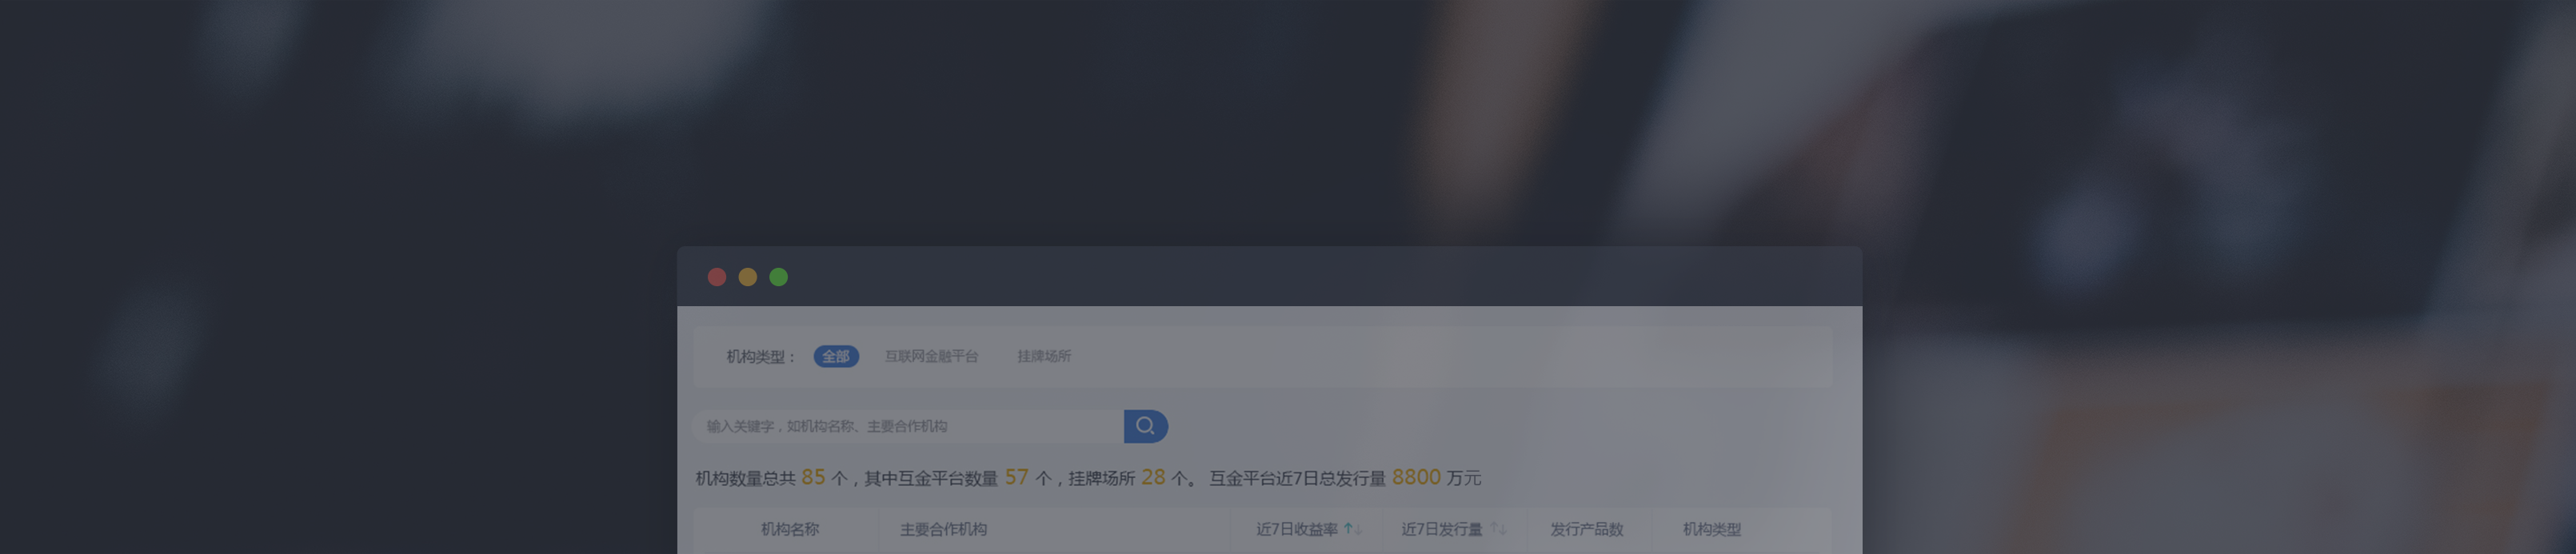 机构类型： 全部 互联网金融平台 挂牌场所
输入关键字，如机构名称、主要合作机构
机构数量总共 85 个，其中互金平台数量 57 个，挂牌场所 28 个。 互金平台近7日总发行量 8800 万元
机构名称 主要合作机构 近7日收益率 近7日发行量 发行产品数 机构类型